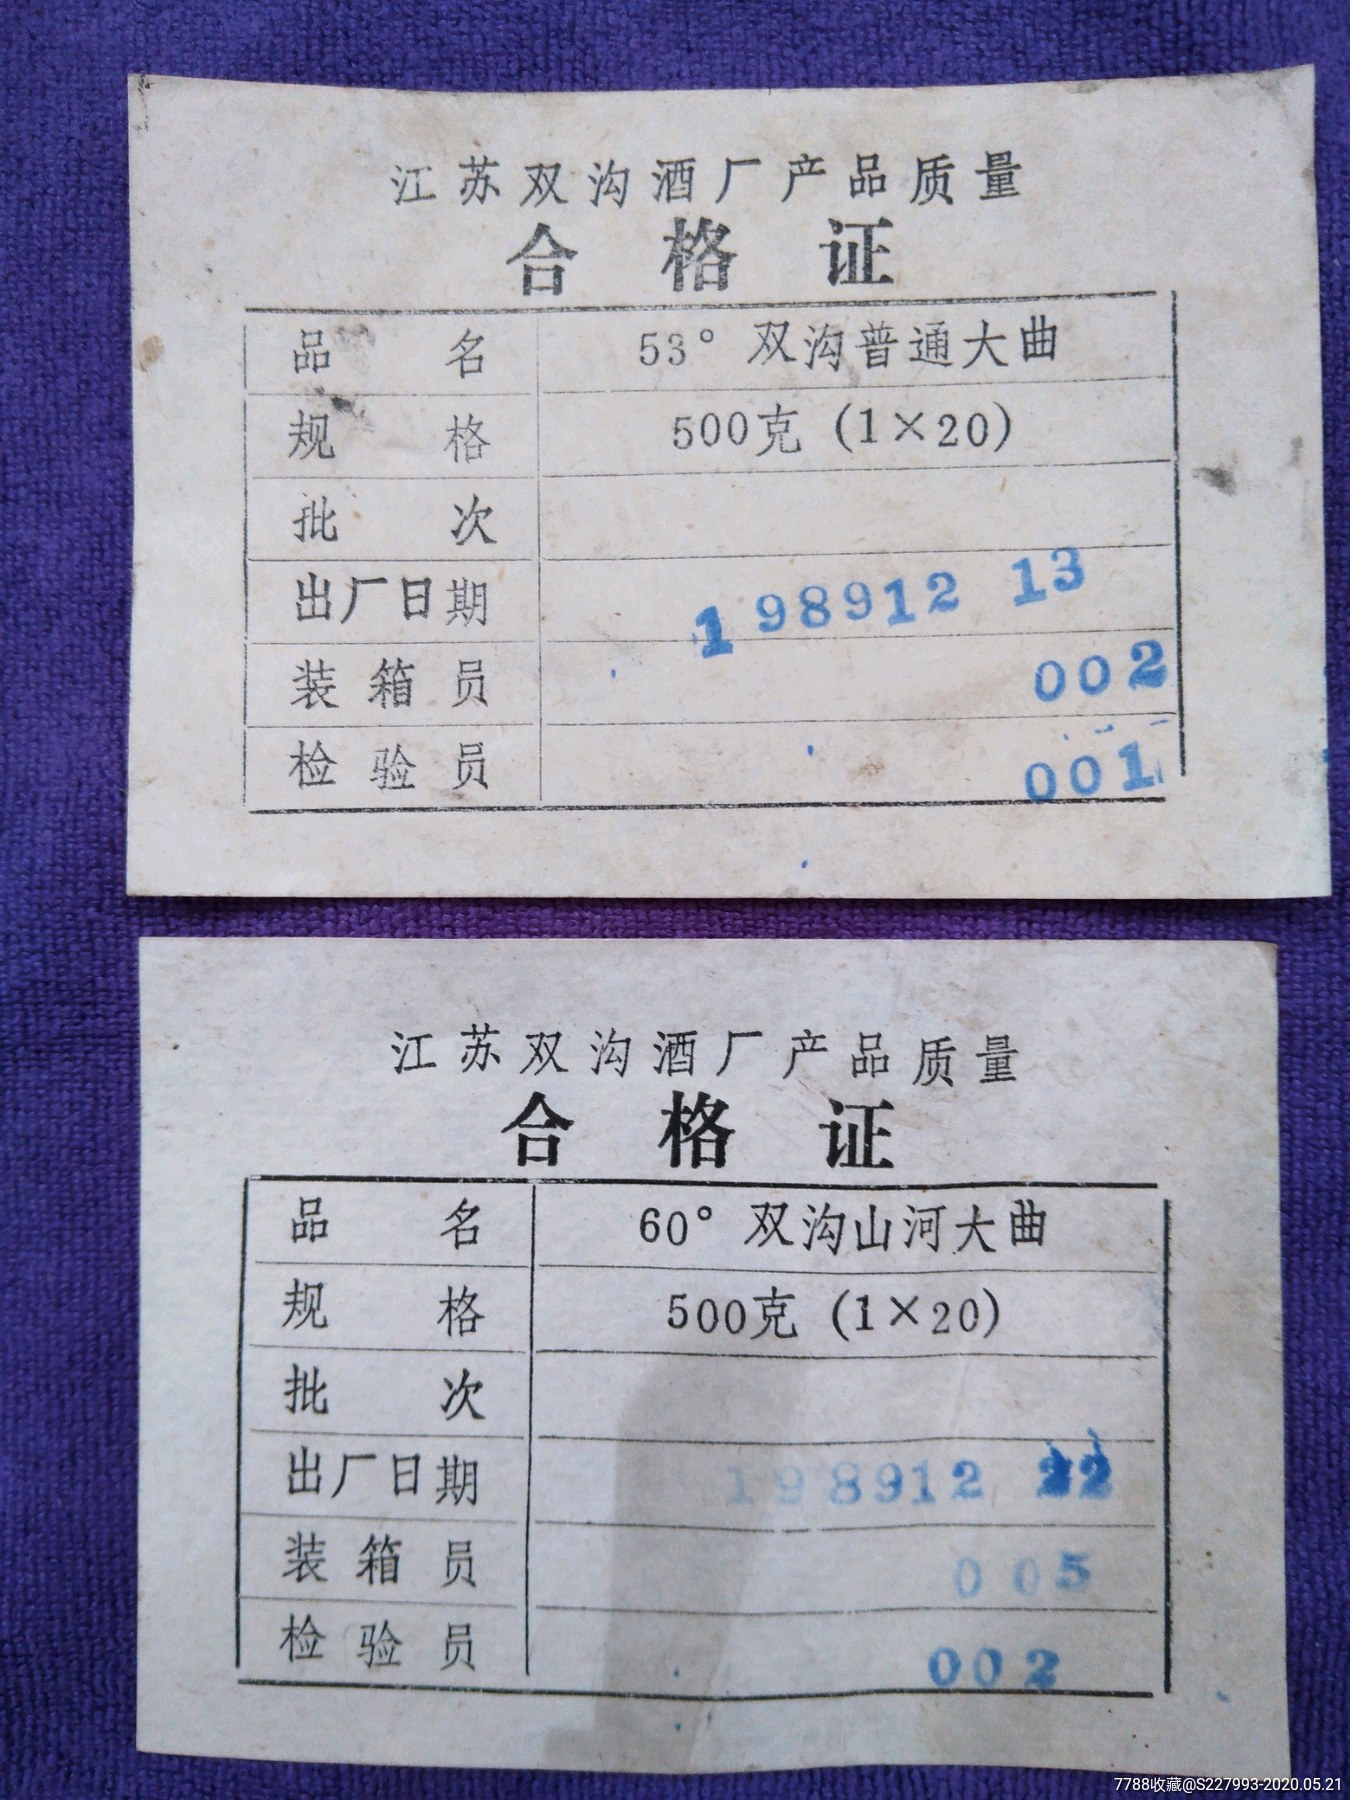 江苏双沟酒厂产品质量
合格证
品名 53°双沟普通大曲
规格 500克(1×20)
批次
出厂日期 198912 13
装箱员 002
检验员 001
江苏双沟酒厂产品质量
合格证
品名 60°双沟山河大曲
规格 500克(1×20)
批次
出厂日期 198912 22
装箱员 005
检验员 002
7788收藏@S227993-2020.05.21